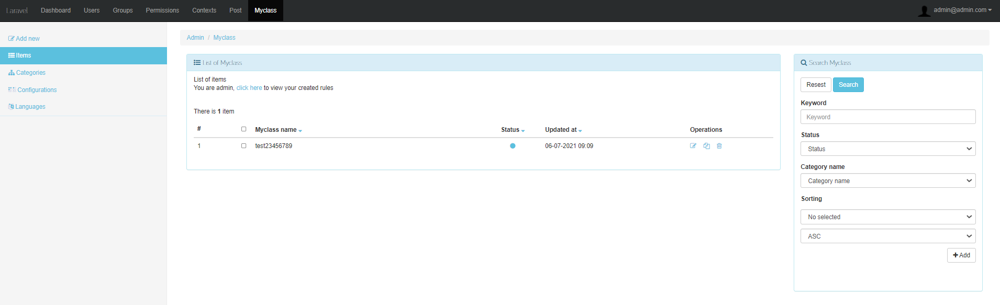 Laravel Dashboard Users Groups Permissions Contexts Post Myclass admin@admin.com
Add new
Items
Categories
Configurations
Languages
Admin / Myclass
List of Myclass
List of items
You are admin, click here to view your created rules
There is 1 item
# Myclass name Status Updated at Operations
1 test23456789 06-07-2021 09:09
Search Myclass
Resest Search
Keyword
Keyword
Status
Status
Category name
Category name
Sorting
No selected
ASC
Add